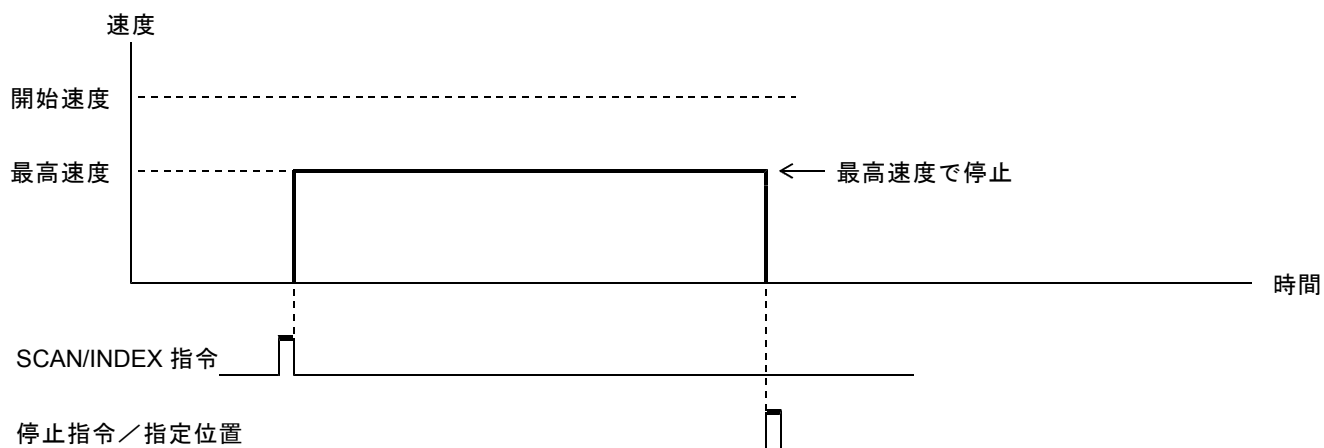 速度
開始速度
最高速度
最高速度で停止
時間
SCAN/INDEX 指令
停止指令／指定位置